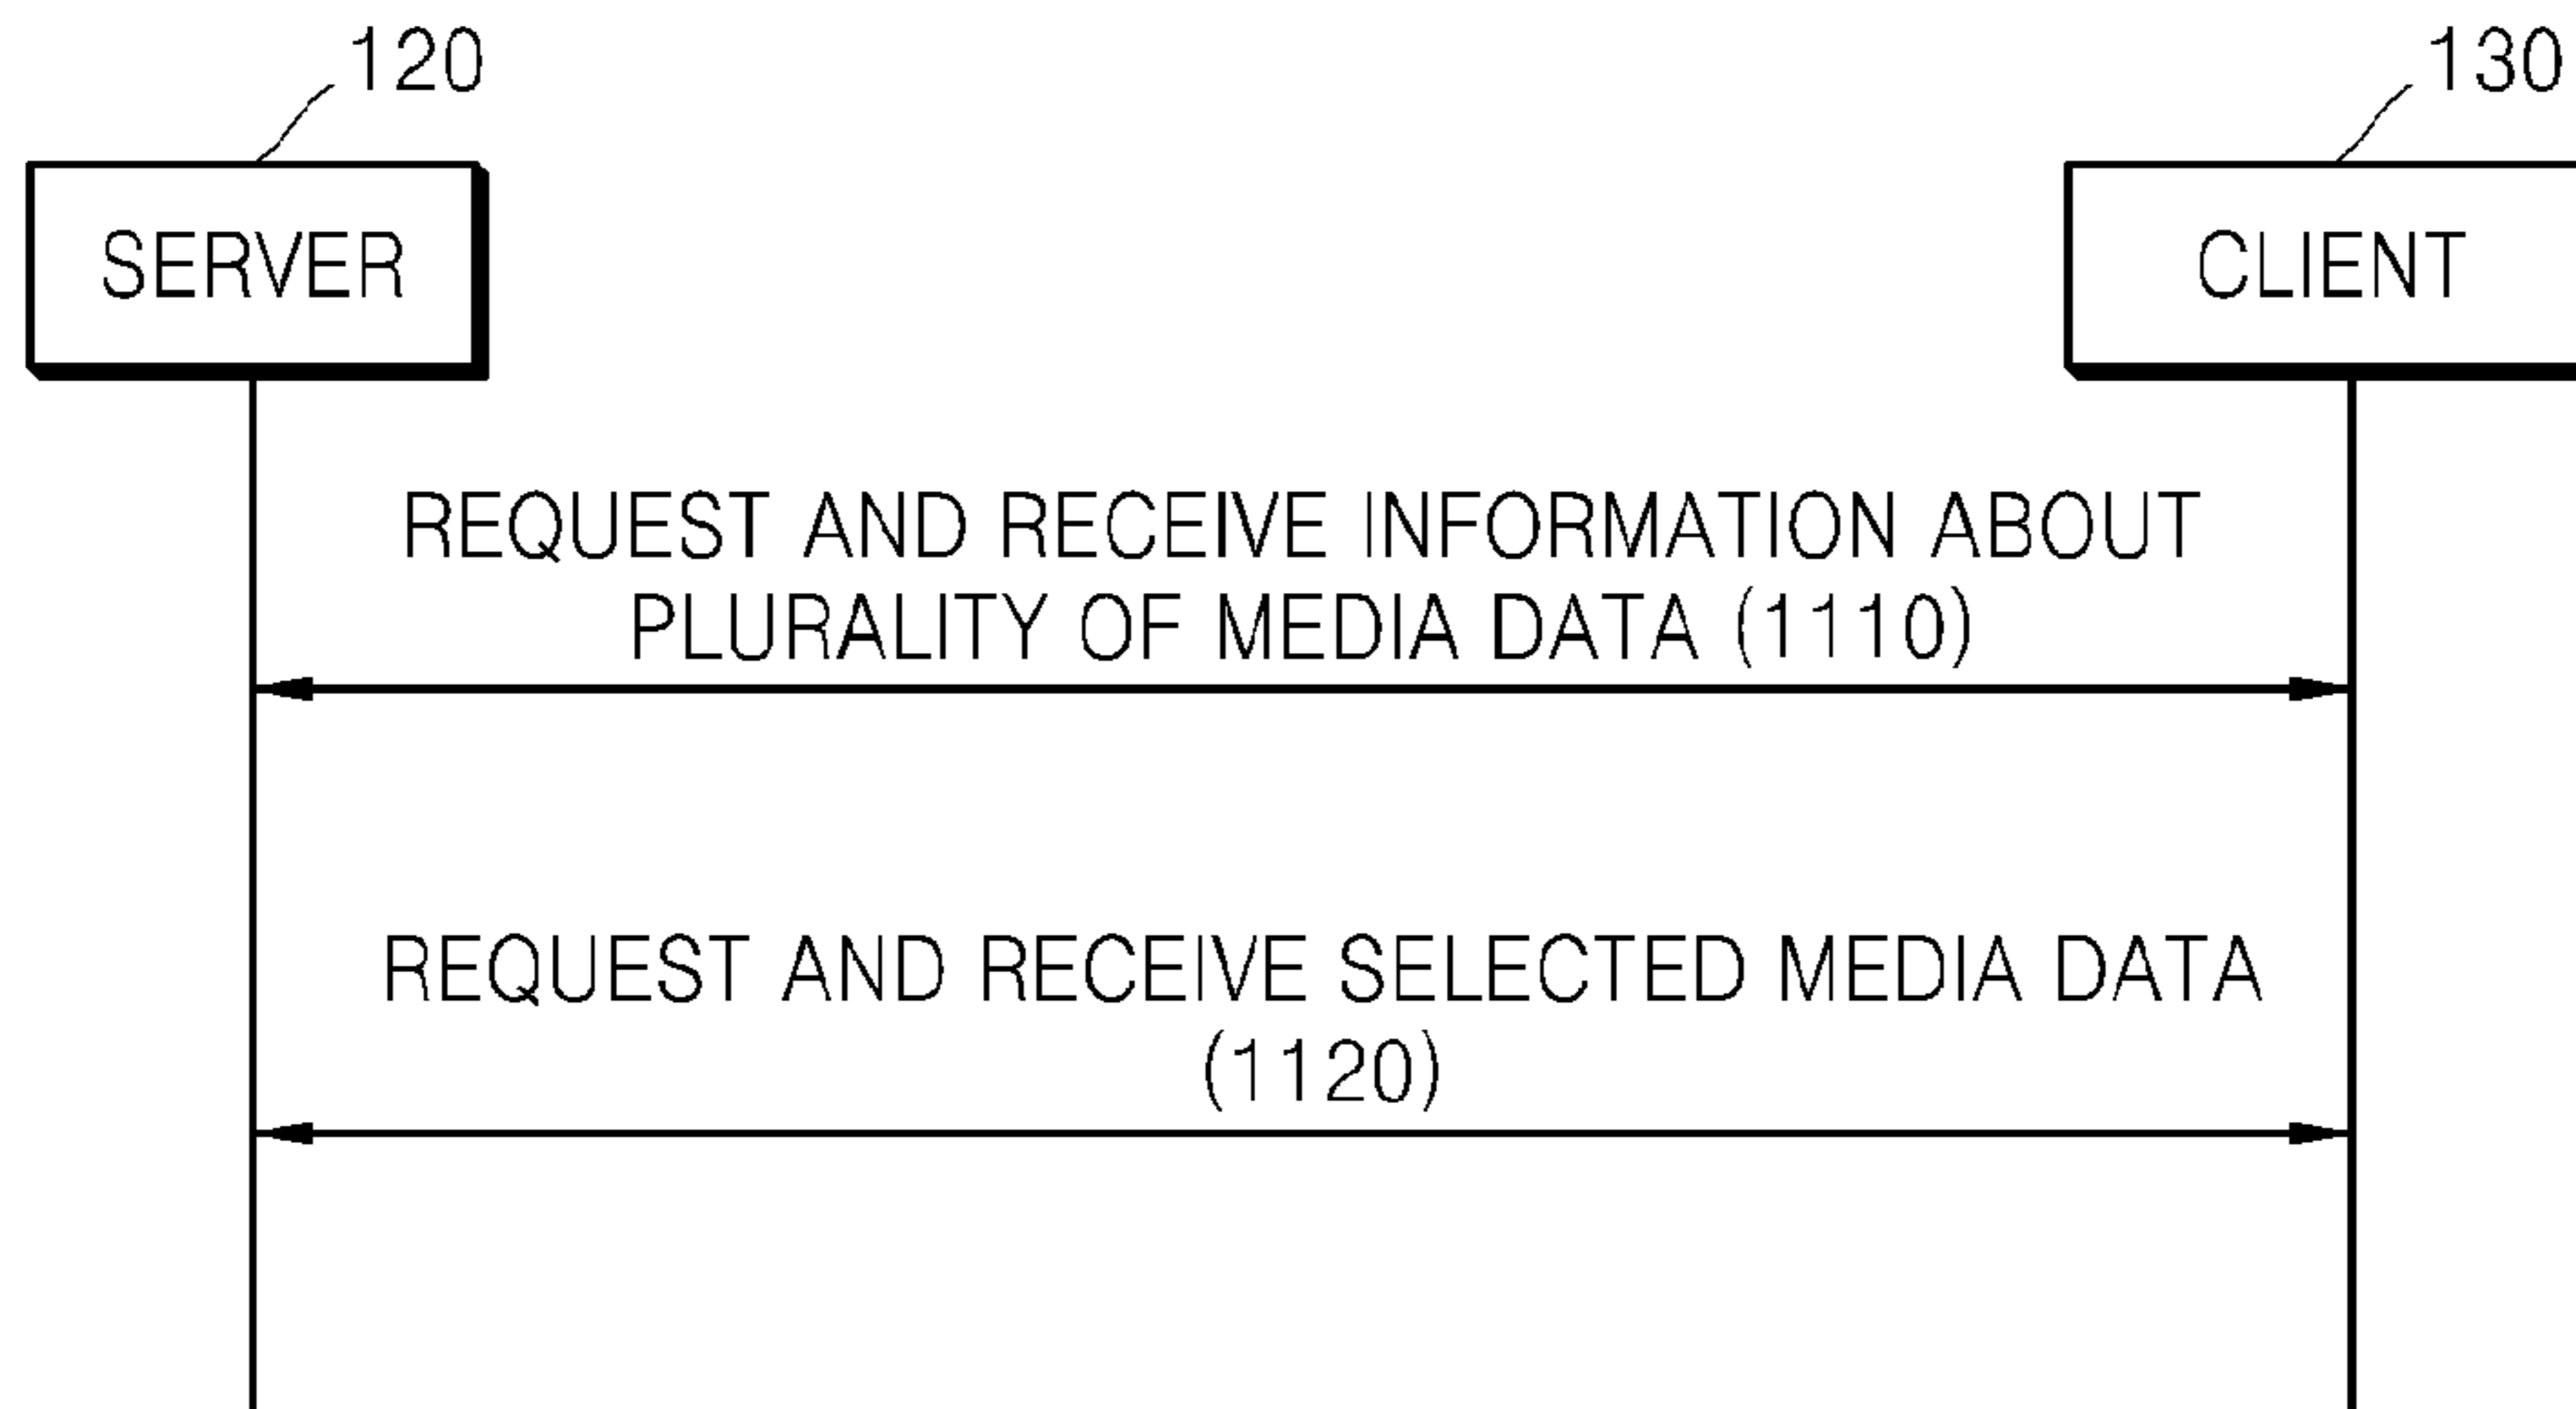 120
130
SERVER
CLIENT
REQUEST AND RECEIVE INFORMATION ABOUT
PLURALITY OF MEDIA DATA (1110)
REQUEST AND RECEIVE SELECTED MEDIA DATA
(1120)